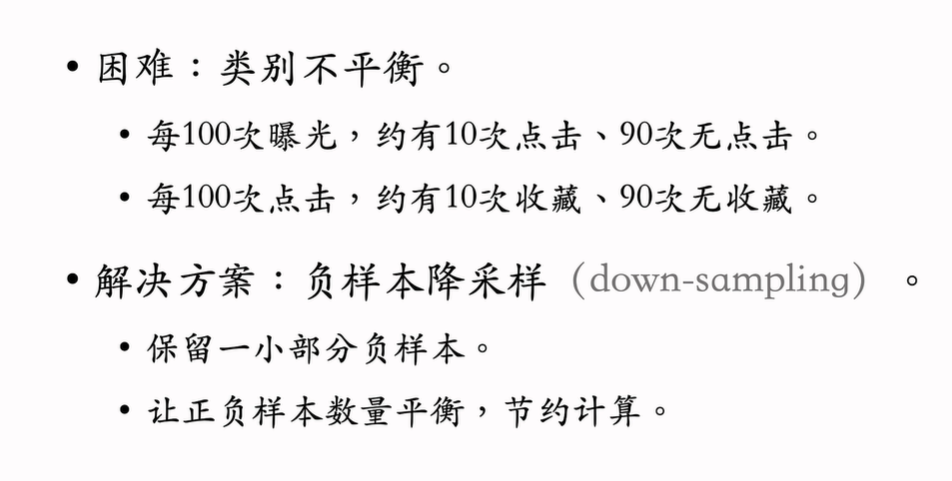 • 困难：类别不平衡。
• 每100次曝光，约有10次点击、90次无点击。
• 每100次点击，约有10次收藏、90次无收藏。
• 解决方案：负样本降采样（down-sampling）。
• 保留一小部分负样本。
• 让正负样本数量平衡，节约计算。